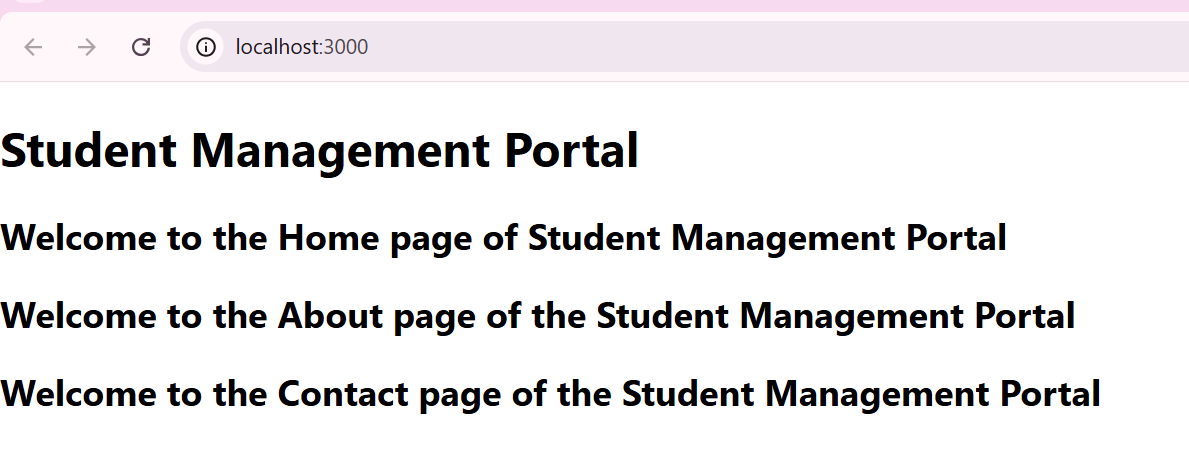 localhost:3000
Student Management Portal
Welcome to the Home page of Student Management Portal
Welcome to the About page of the Student Management Portal
Welcome to the Contact page of the Student Management Portal